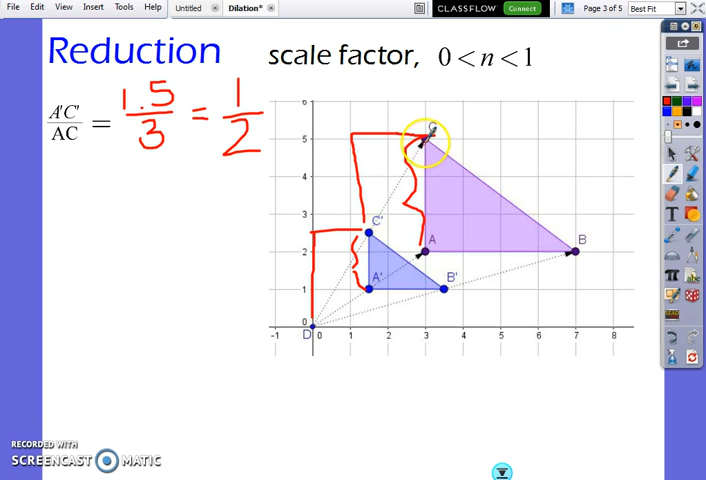 File Home Edit View Insert Tools Help
Untitled Dilation*
CLASSFLOW Connect
Page 3 of 5 Best Fit
Reduction scale factor, 0 < n < 1
A'C'/AC = 1.5/3 = 1/2
6
5
4
3
2
1
0
-1 0 1 2 3 4 5 6 7 8
C
C'
A
B
A'
B'
D
T
π
abc
RECORDED WITH
SCREENCAST MATIC